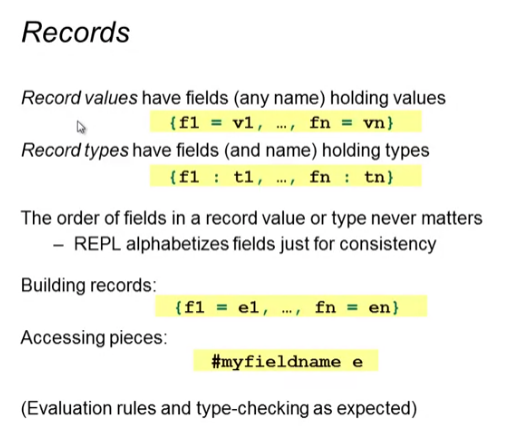 Records
Record values have fields (any name) holding values
{f1 = v1, …, fn = vn}
Record types have fields (and name) holding types
{f1 : t1, …, fn : tn}
The order of fields in a record value or type never matters
– REPL alphabetizes fields just for consistency
Building records:
{f1 = e1, …, fn = en}
Accessing pieces:
#myfieldname e
(Evaluation rules and type-checking as expected)